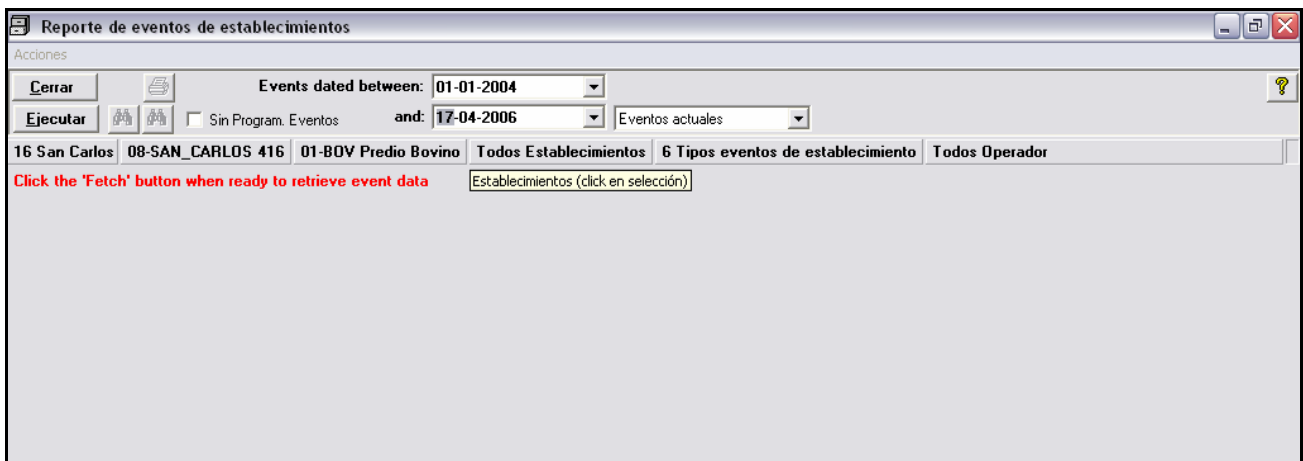 Reporte de eventos de establecimientos
Acciones
Cerrar Events dated between: 01-01-2004 ?
Ejecutar Sin Program. Eventos and: 17-04-2006 Eventos actuales
16 San Carlos 08-SAN_CARLOS 416 01-BOV Predio Bovino Todos Establecimientos 6 Tipos eventos de establecimiento Todos Operador
Click the 'Fetch' button when ready to retrieve event data Establecimientos (click en selección)